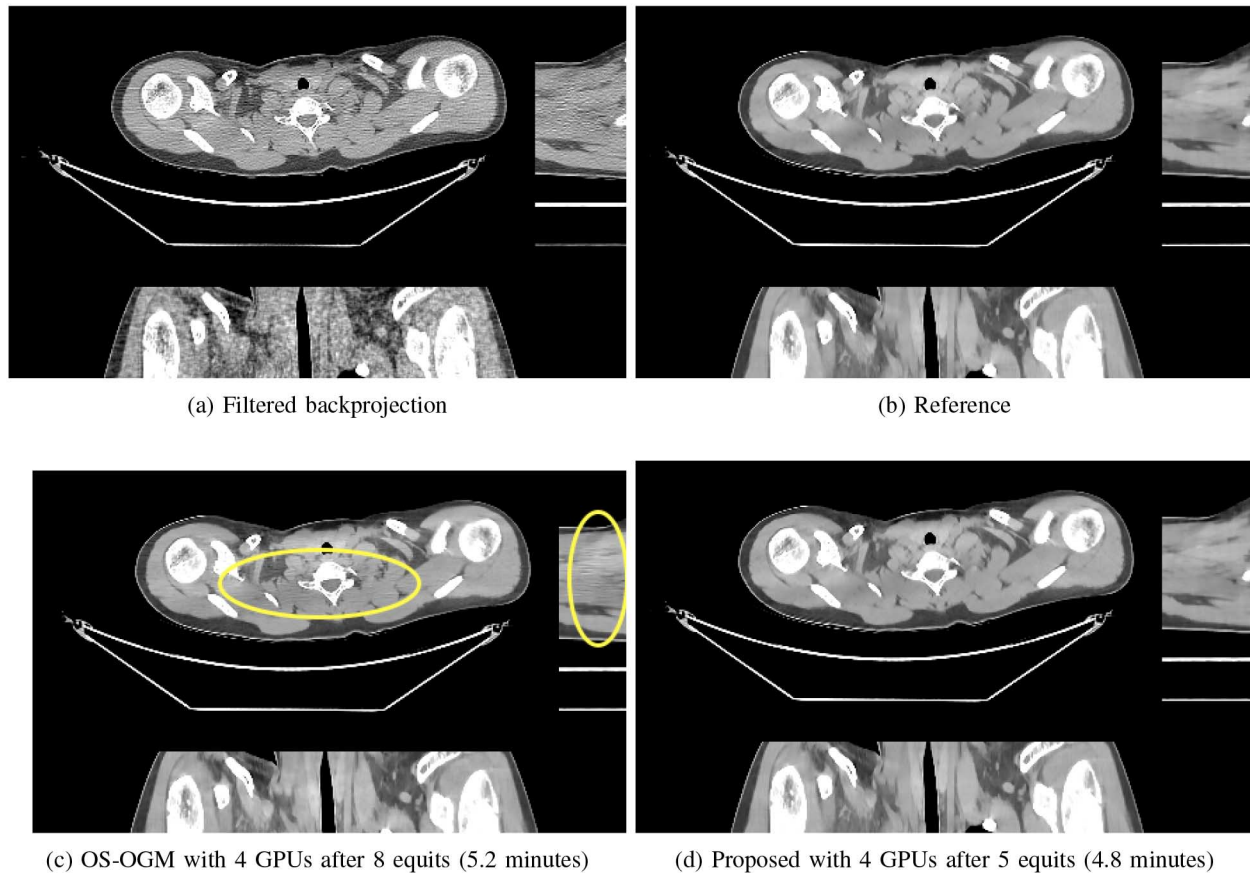 (a) Filtered backprojection
(b) Reference
(c) OS-OGM with 4 GPUs after 8 equits (5.2 minutes)
(d) Proposed with 4 GPUs after 5 equits (4.8 minutes)